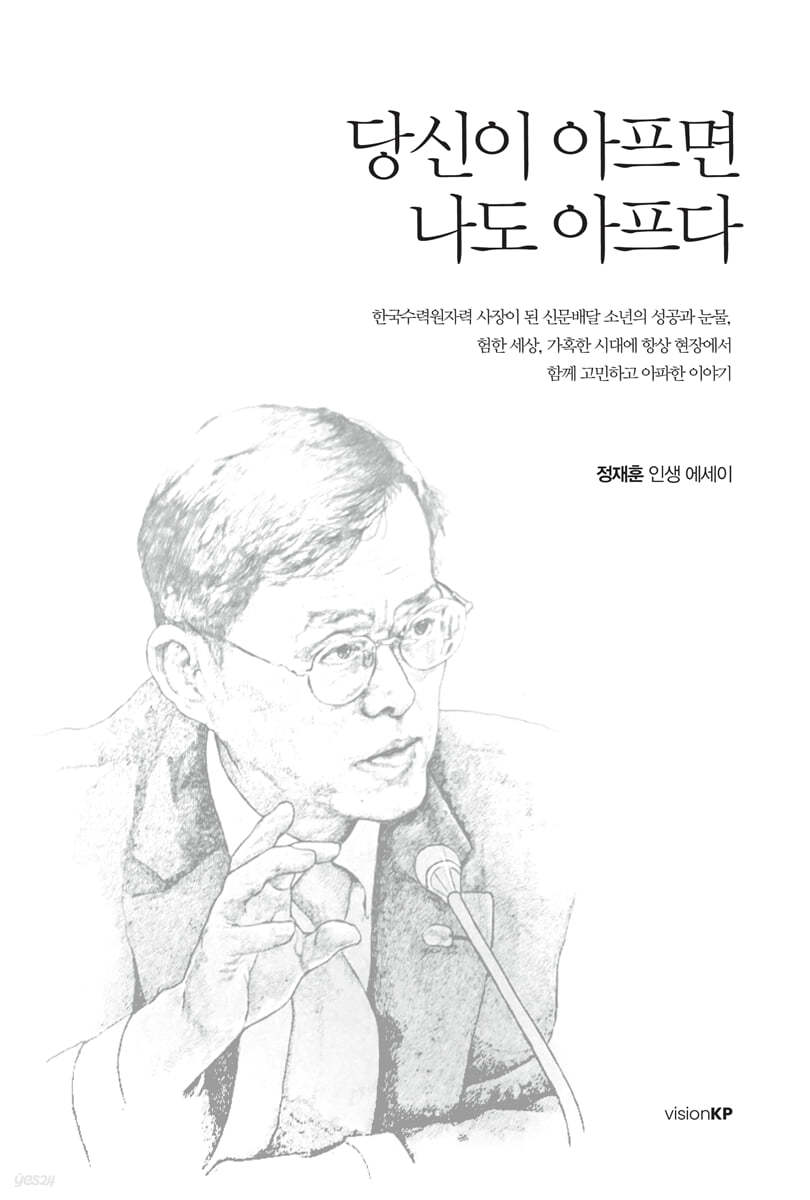 당신이 아프면
나도 아프다
한국수력원자력 사장이 된 신문배달 소년의 성공과 눈물,
험한 세상, 가혹한 시대에 항상 현장에서
함께 고민하고 아파한 이야기
정재훈 인생 에세이
visionKP
yes24